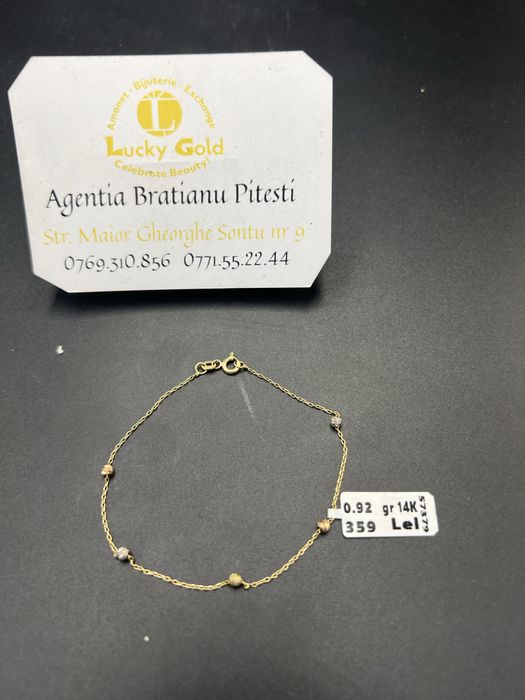 Amanet - Bijuterie - Exchange
L
Lucky Gold
Celebrate Beauty!
Agentia Bratianu Pitesti
Str. Maior Gheorghe Sontu nr 9
0769.310.856 0771.55.22.44
0.92 gr 14K
359 Lei
57379